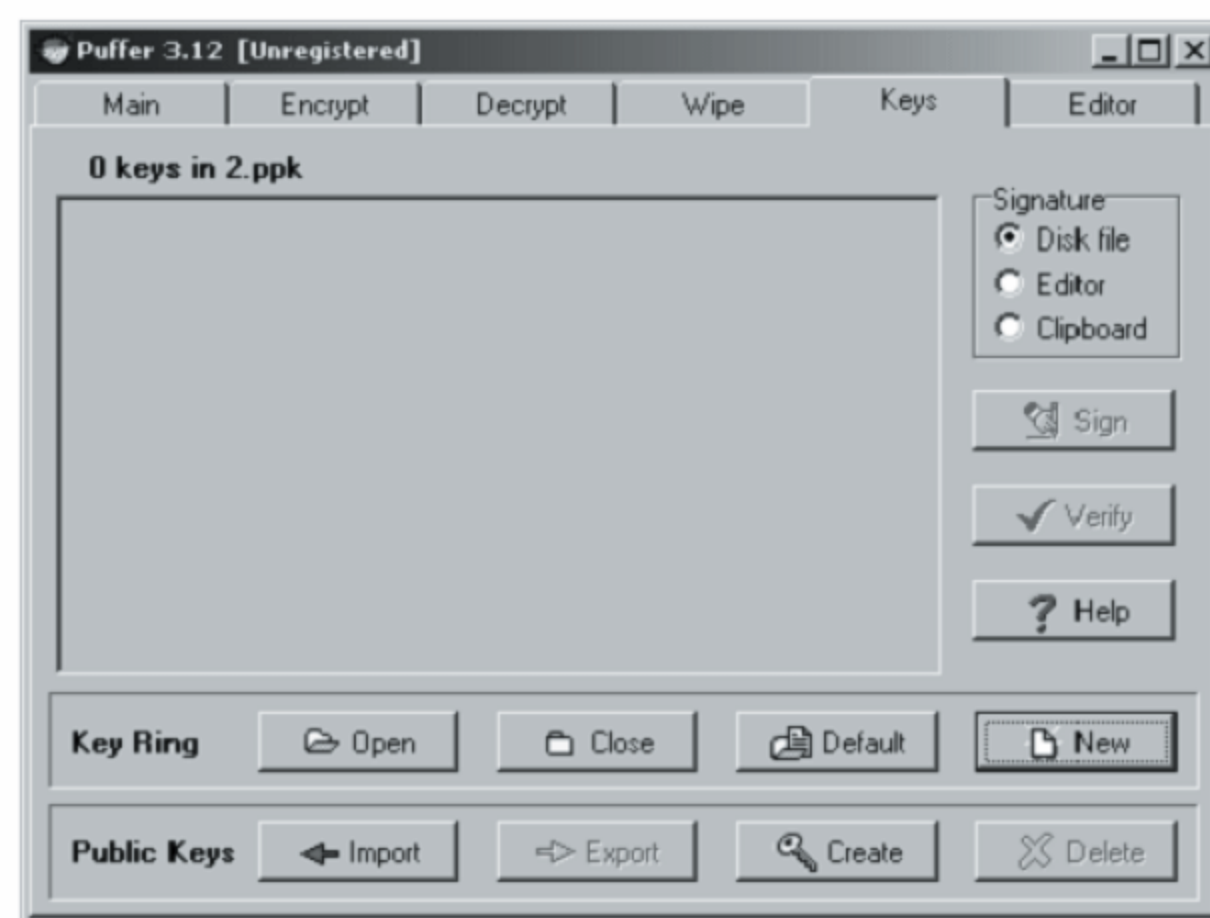 Puffer 3.12 [Unregistered]
Main Encrypt Decrypt Wipe Keys Editor
0 keys in 2.ppk
Signature
Disk file
Editor
Clipboard
Sign
Verify
Help
Key Ring Open Close Default New
Public Keys Import Export Create Delete